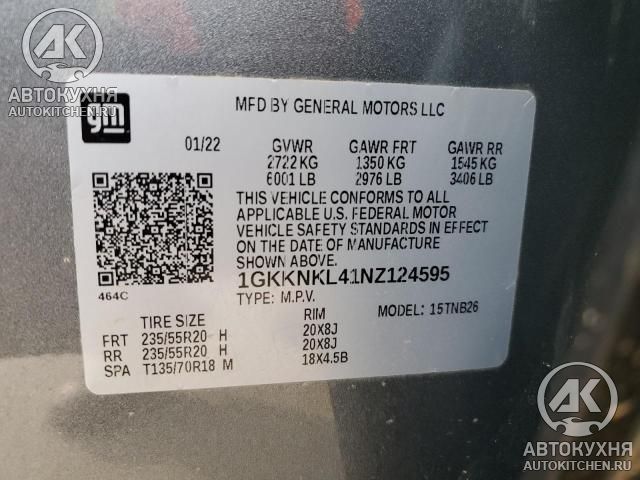 AK
АВТОКУХНЯ
AUTOKITCHEN.RU
gm
MFD BY GENERAL MOTORS LLC
01/22 GVWR GAWR FRT GAWR RR
2722 KG 1350 KG 1545 KG
6001 LB 2976 LB 3406 LB
THIS VEHICLE CONFORMS TO ALL
APPLICABLE U.S. FEDERAL MOTOR
VEHICLE SAFETY STANDARDS IN EFFECT
ON THE DATE OF MANUFACTURE
SHOWN ABOVE.
464C
1GKKNKL41NZ124595
TYPE: M.P.V. MODEL: 15TNB26
TIRE SIZE RIM
FRT 235/55R20 H 20X8J
RR 235/55R20 H 20X8J
SPA T135/70R18 M 18X4.5B
AK
АВТОКУХНЯ
AUTOKITCHEN.RU